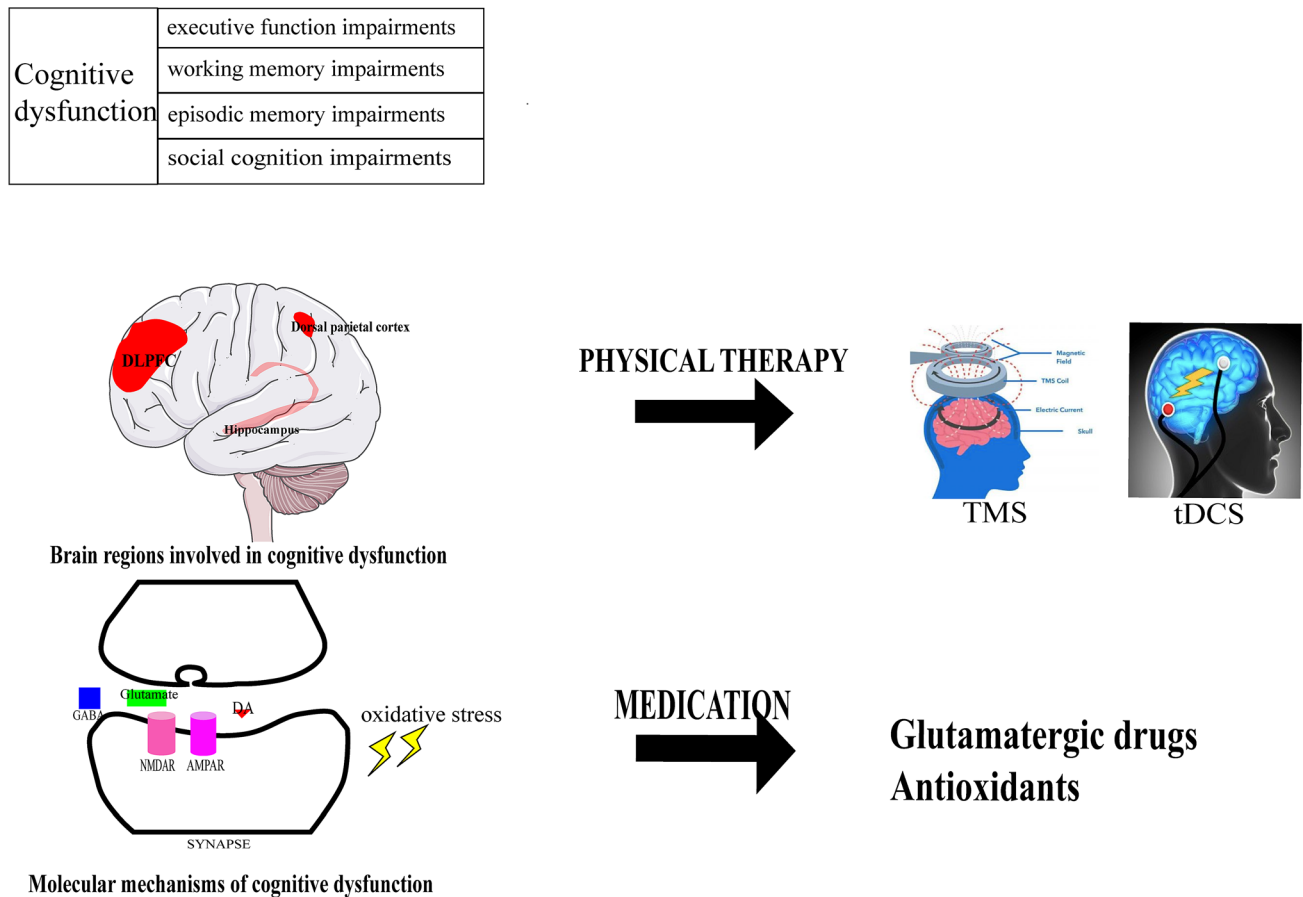 Cognitive
dysfunction
executive function impairments
working memory impairments
episodic memory impairments
social cognition impairments
DLPFC
Dorsal parietal cortex
Hippocampus
Brain regions involved in cognitive dysfunction
PHYSICAL THERAPY
Magnetic
Field
TMS Coil
Electric Current
Skull
TMS
tDCS
GABA
Glutamate
DA
NMDAR
AMPAR
oxidative stress
SYNAPSE
Molecular mechanisms of cognitive dysfunction
MEDICATION
Glutamatergic drugs
Antioxidants